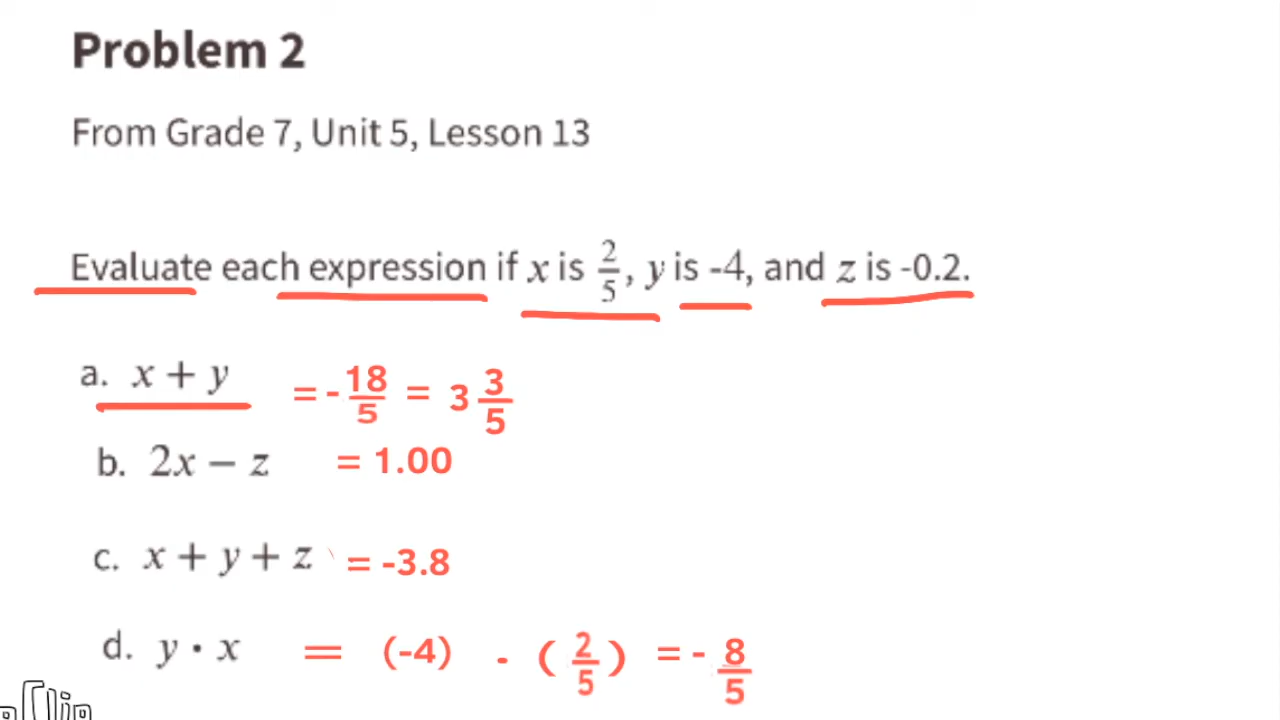 Problem 2
From Grade 7, Unit 5, Lesson 13
Evaluate each expression if x is 2/5, y is -4, and z is -0.2.
a. x + y = - 18/5 = 3 3/5
b. 2x − z = 1.00
c. x + y + z = -3.8
d. y · x = (-4) · (2/5) = - 8/5
Clip